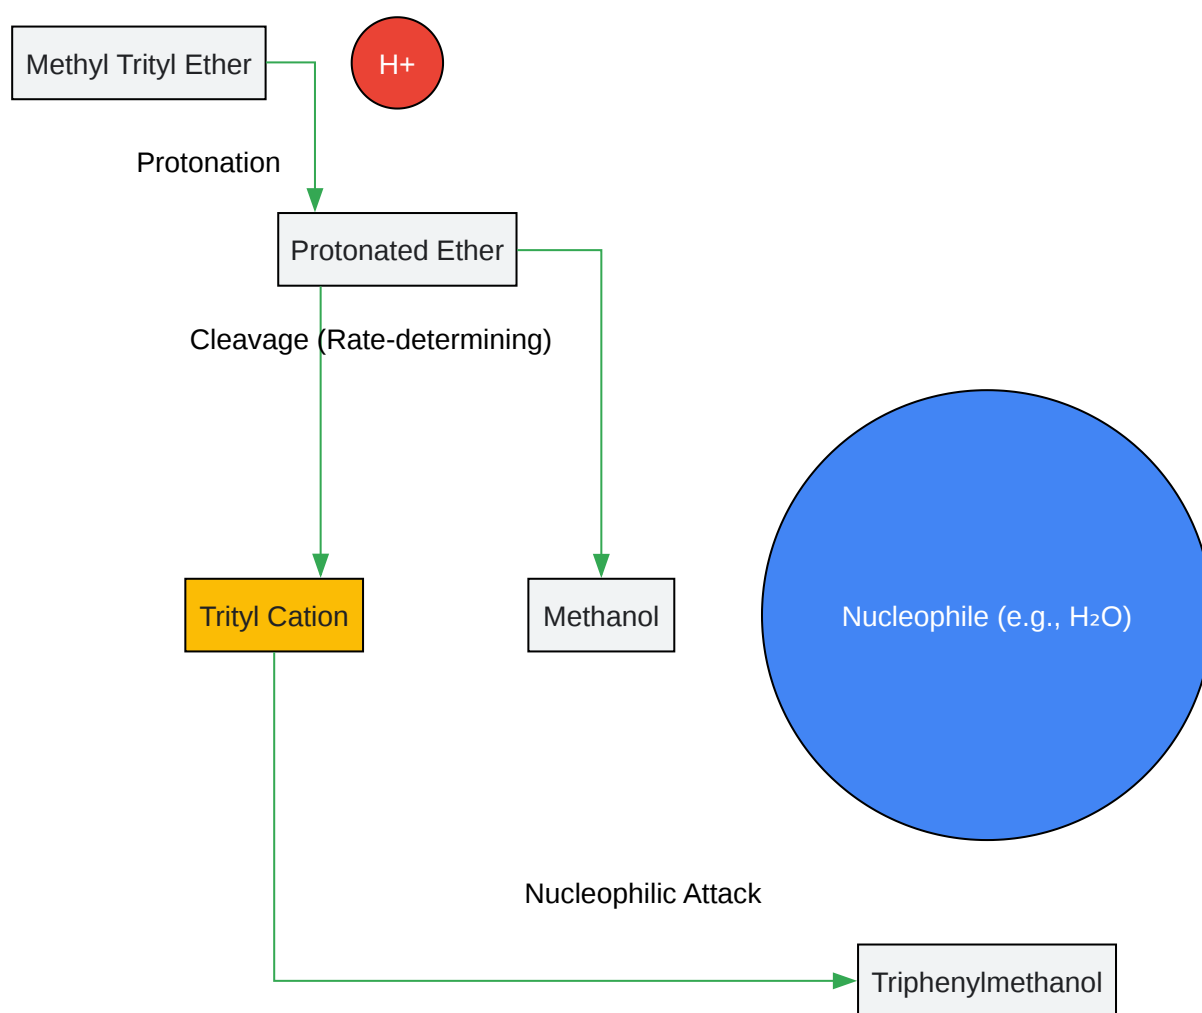 Methyl Trityl Ether
H+
Protonation
Protonated Ether
Cleavage (Rate-determining)
Trityl Cation
Methanol
Nucleophile (e.g., H₂O)
Nucleophilic Attack
Triphenylmethanol